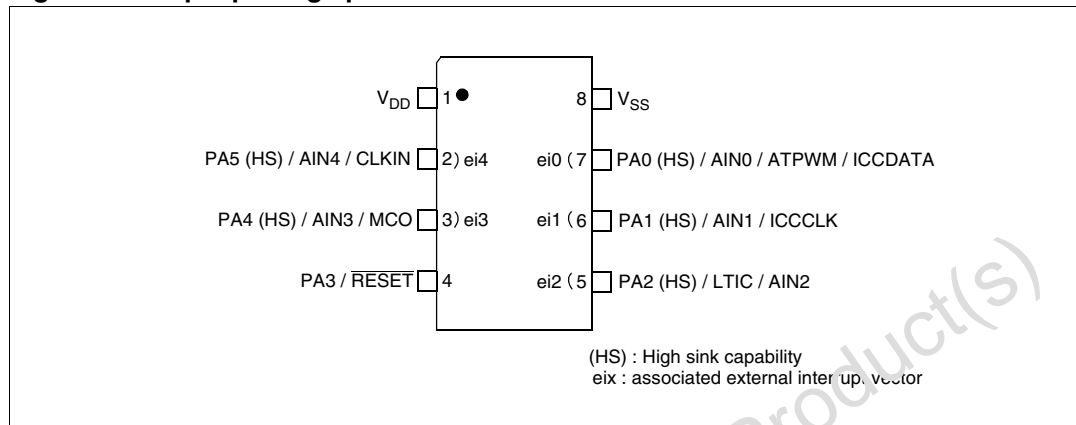 V_DD 1 8 V_SS
PA5 (HS) / AIN4 / CLKIN 2) ei4 ei0 (7 PA0 (HS) / AIN0 / ATPWM / ICCDATA
PA4 (HS) / AIN3 / MCO 3) ei3 ei1 (6 PA1 (HS) / AIN1 / ICCCLK
PA3 / RESET 4 ei2 (5 PA2 (HS) / LTIC / AIN2
(HS) : High sink capability
eix : associated external interrupt vector
Product(s)